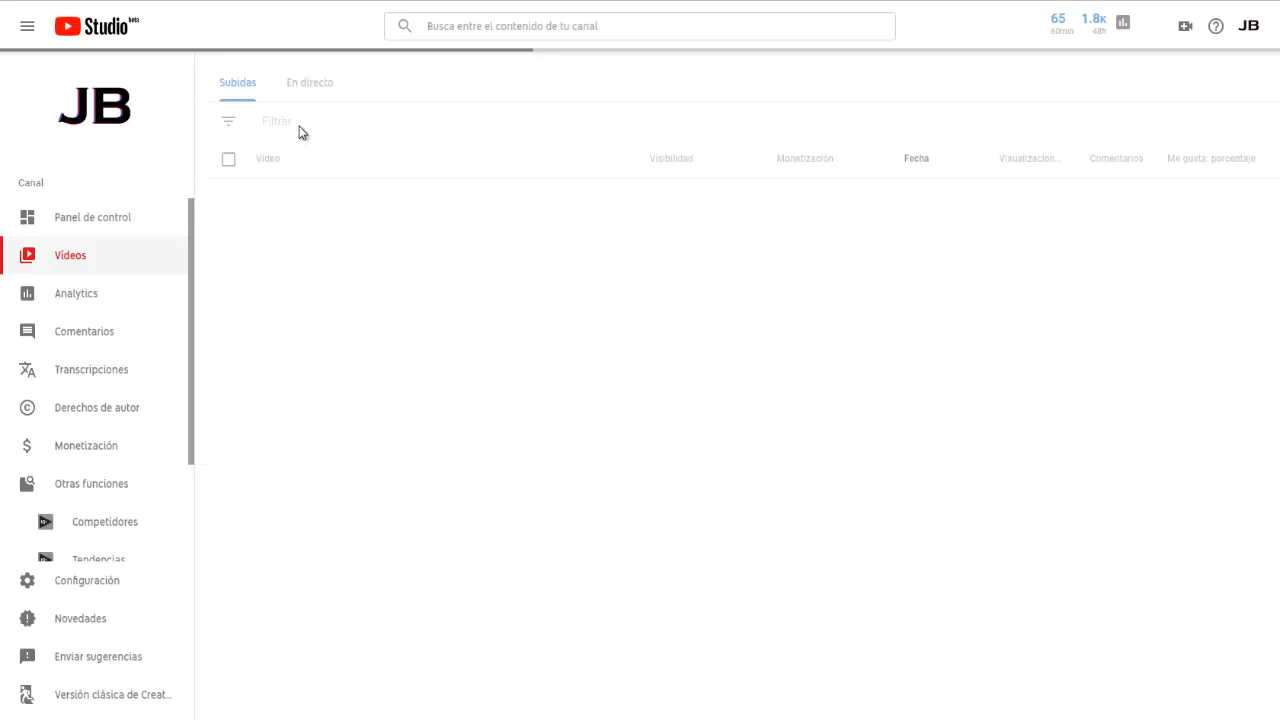 Studio beta
Busca entre el contenido de tu canal
65
60min
1.8K
48h
JB
JB
Canal
Panel de control
Vídeos
Analytics
Comentarios
Transcripciones
Derechos de autor
Monetización
Otras funciones
Competidores
Tendencias
Configuración
Novedades
Enviar sugerencias
Versión clásica de Creat...
Subidas
En directo
Filtrar
Vídeo
Visibilidad
Monetización
Fecha
Visualizacion...
Comentarios
Me gusta: porcentaje